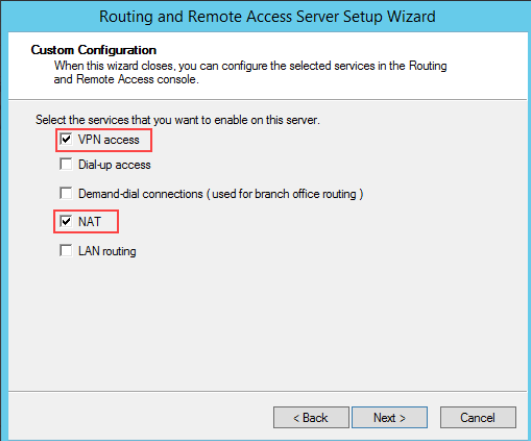 Routing and Remote Access Server Setup Wizard
Custom Configuration
When this wizard closes, you can configure the selected services in the Routing
and Remote Access console.
Select the services that you want to enable on this server.
VPN access
Dial-up access
Demand-dial connections ( used for branch office routing )
NAT
LAN routing
< Back
Next >
Cancel